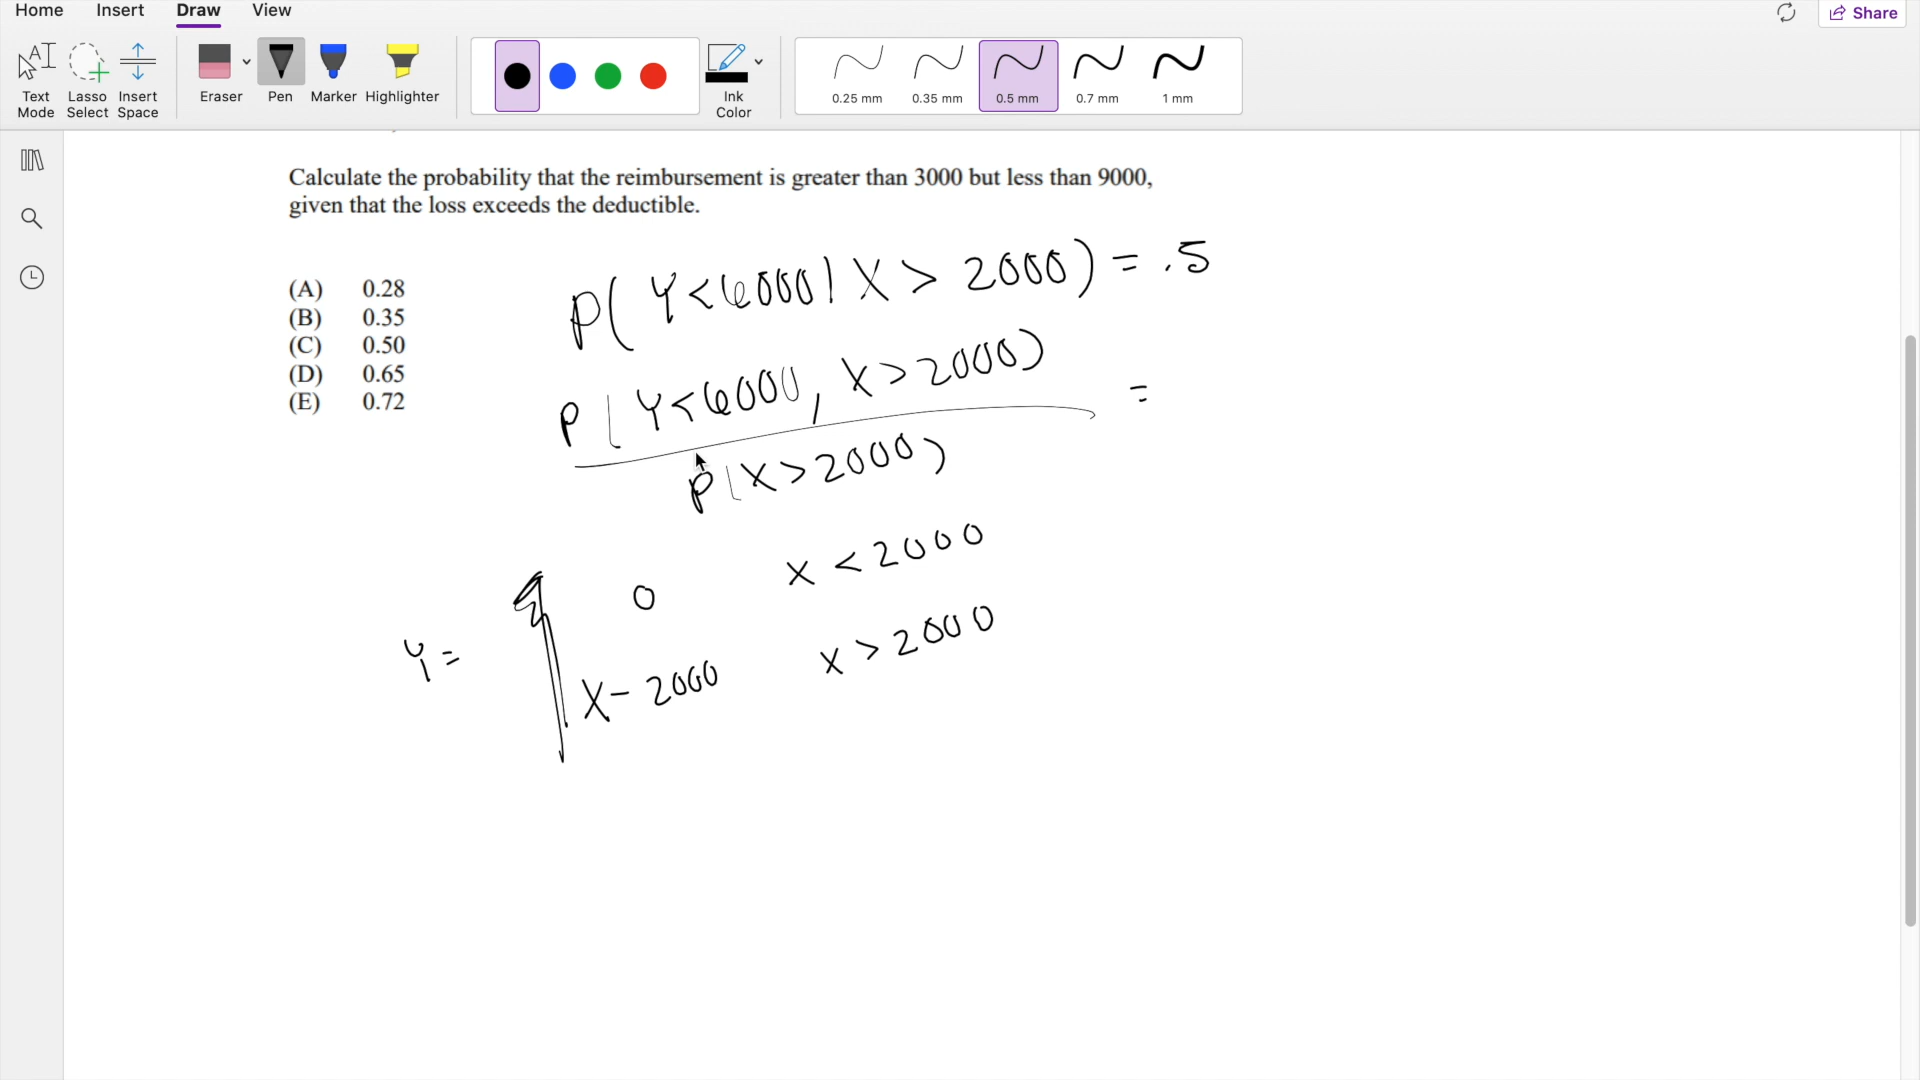 Home Insert Draw View
Share
Text Mode
Lasso Select
Insert Space
Eraser
Pen
Marker
Highlighter
Ink Color
0.25 mm
0.35 mm
0.5 mm
0.7 mm
1 mm
Calculate the probability that the reimbursement is greater than 3000 but less than 9000,
given that the loss exceeds the deductible.
(A) 0.28
(B) 0.35
(C) 0.50
(D) 0.65
(E) 0.72
P( Y<6000 | X > 2000) = .5
P( Y<6000, X>2000) =
P(X>2000)
0 x < 2000
Y =
X - 2000 x > 2000